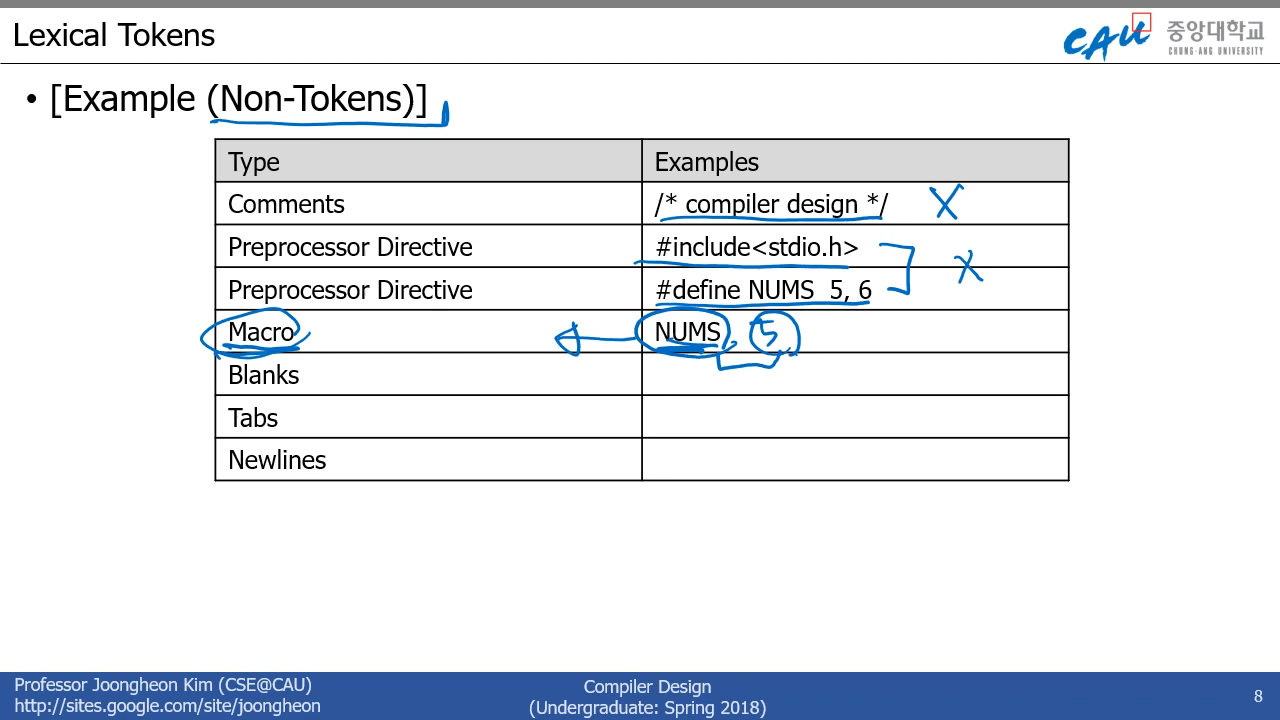 Lexical Tokens
CAU 중앙대학교
CHUNG-ANG UNIVERSITY
• [Example (Non-Tokens)]
Type Examples
Comments /* compiler design */ X
Preprocessor Directive #include<stdio.h>
Preprocessor Directive #define NUMS 5, 6 X
Macro NUMS 5
Blanks
Tabs
Newlines
Professor Joongheon Kim (CSE@CAU)
http://sites.google.com/site/joongheon
Compiler Design
(Undergraduate: Spring 2018)
8